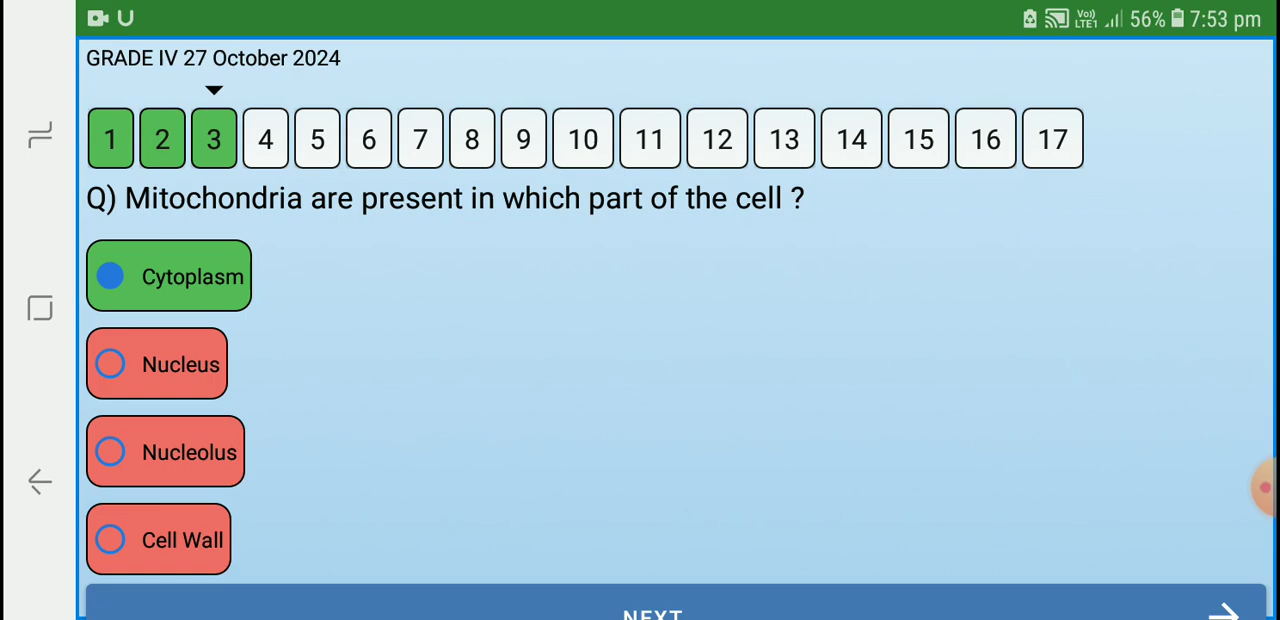 56% 7:53 pm
GRADE IV 27 October 2024
1 2 3 4 5 6 7 8 9 10 11 12 13 14 15 16 17
Q) Mitochondria are present in which part of the cell ?
Cytoplasm
Nucleus
Nucleolus
Cell Wall
NEXT